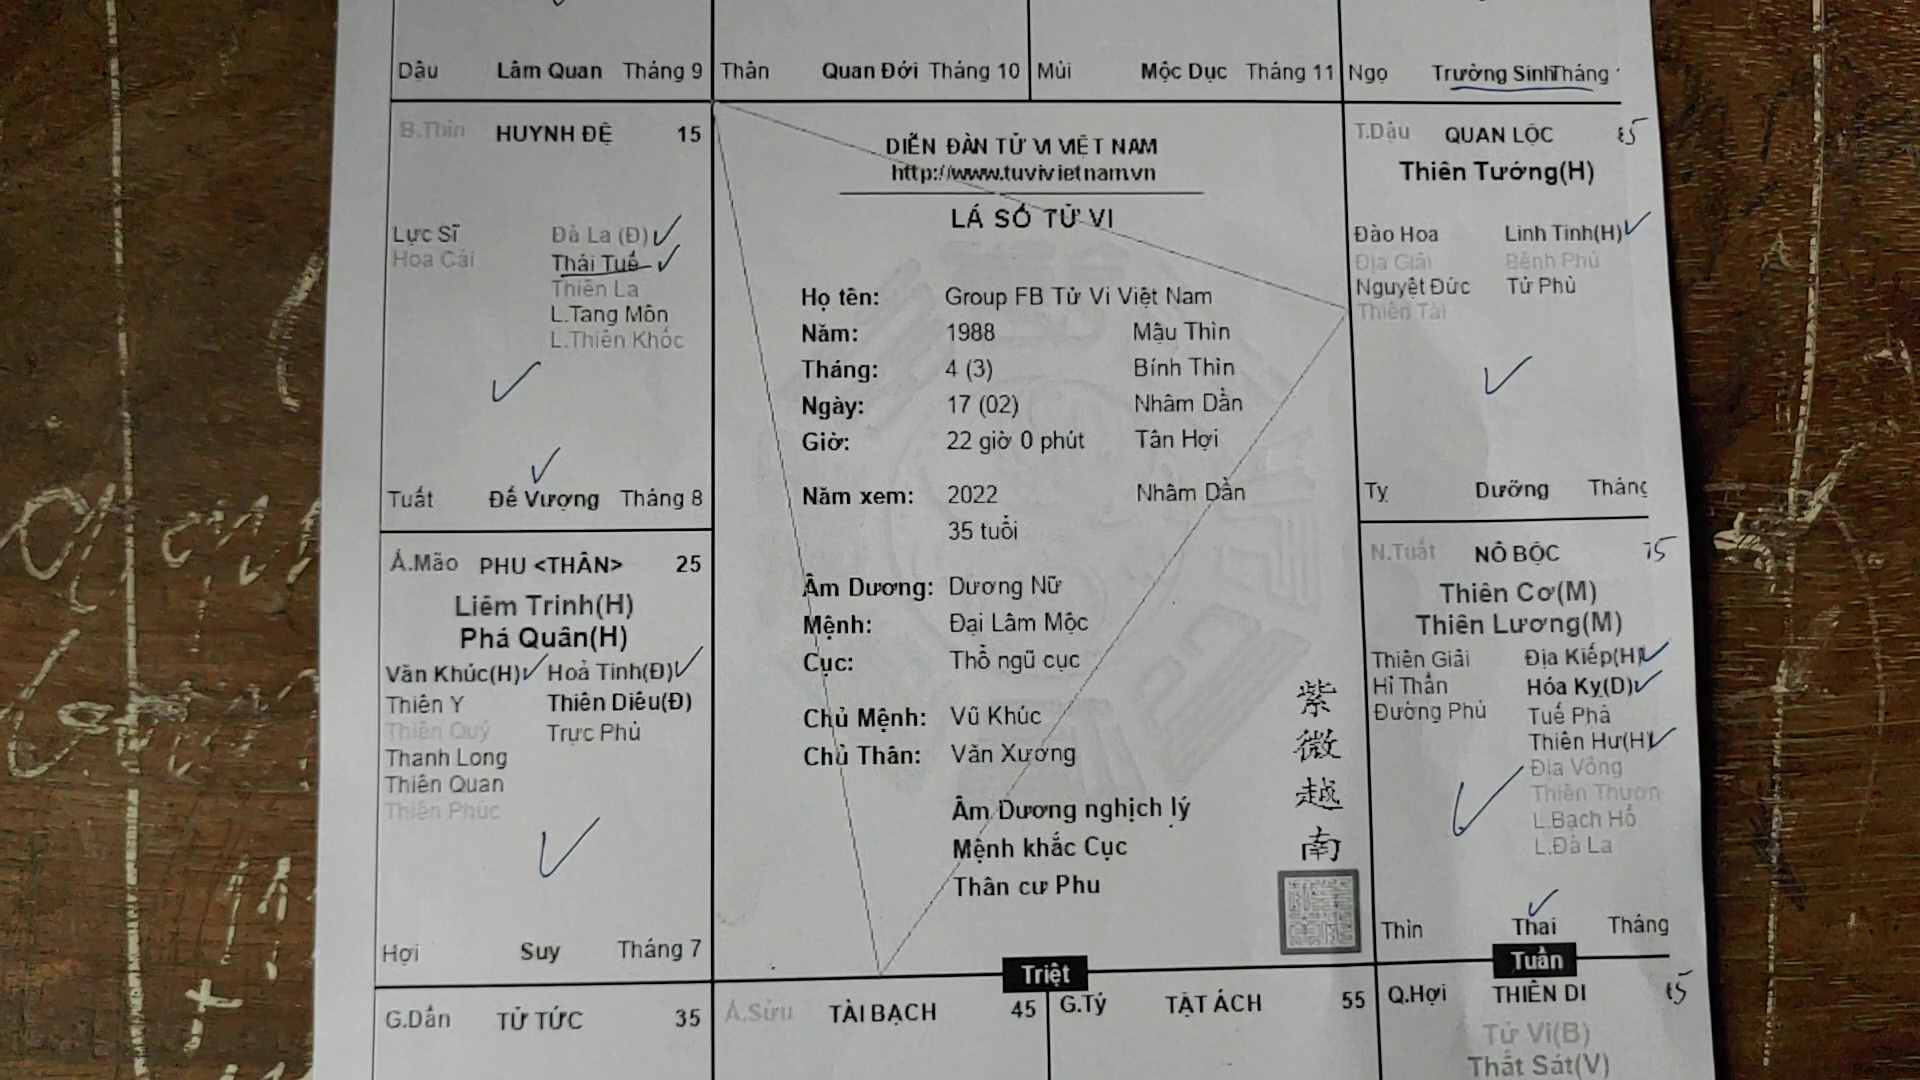 Dậu Lâm Quan Tháng 9
Thân Quan Đới Tháng 10
Mùi Mộc Dục Tháng 11
Ngọ Trường Sinh Tháng
B.Thìn HUYNH ĐỆ 15
Lực Sĩ Đà La (Đ)
Hoa Cái Thái Tuế
Thiên La
L.Tang Môn
L.Thiên Khốc
Tuất Đế Vượng Tháng 8
Ấ.Mão PHU <THÂN> 25
Liêm Trinh(H)
Phá Quân(H)
Văn Khúc(H) Hoả Tinh(Đ)
Thiên Y Thiên Diêu(Đ)
Thiên Quý Trực Phù
Thanh Long
Thiên Quan
Thiên Phúc
Hợi Suy Tháng 7
G.Dần TỬ TỨC 35
DIỄN ĐÀN TỬ VI VIỆT NAM
http://www.tuvivietnam.vn
LÁ SỐ TỬ VI
Họ tên: Group FB Tử Vi Việt Nam
Năm: 1988 Mậu Thìn
Tháng: 4 (3) Bính Thìn
Ngày: 17 (02) Nhâm Dần
Giờ: 22 giờ 0 phút Tân Hợi
Năm xem: 2022 Nhâm Dần
35 tuổi
Âm Dương: Dương Nữ
Mệnh: Đại Lâm Mộc
Cục: Thổ ngũ cục
Chủ Mệnh: Vũ Khúc
Chủ Thân: Văn Xương
Âm Dương nghịch lý
Mệnh khắc Cục
Thân cư Phu
紫
微
越
南
Triệt
Ấ.Sửu TÀI BẠCH 45
G.Tý TẬT ÁCH 55
T.Dậu QUAN LỘC
Thiên Tướng(H)
Đào Hoa Linh Tinh(H)
Địa Giải Bệnh Phù
Nguyệt Đức Tử Phù
Thiên Tài
Tỵ Dưỡng Tháng
N.Tuất NÔ BỘC 75
Thiên Cơ(M)
Thiên Lương(M)
Thiên Giải Địa Kiếp(H)
Hỉ Thần Hóa Kỵ(D)
Đường Phù Tuế Phá
Thiên Hư(H)
Địa Võng
Thiên Thươn
L.Bạch Hổ
L.Đà La
Thìn Thai Tháng
Tuần
Q.Hợi THIÊN DI
Tử Vi(B)
Thất Sát(V)